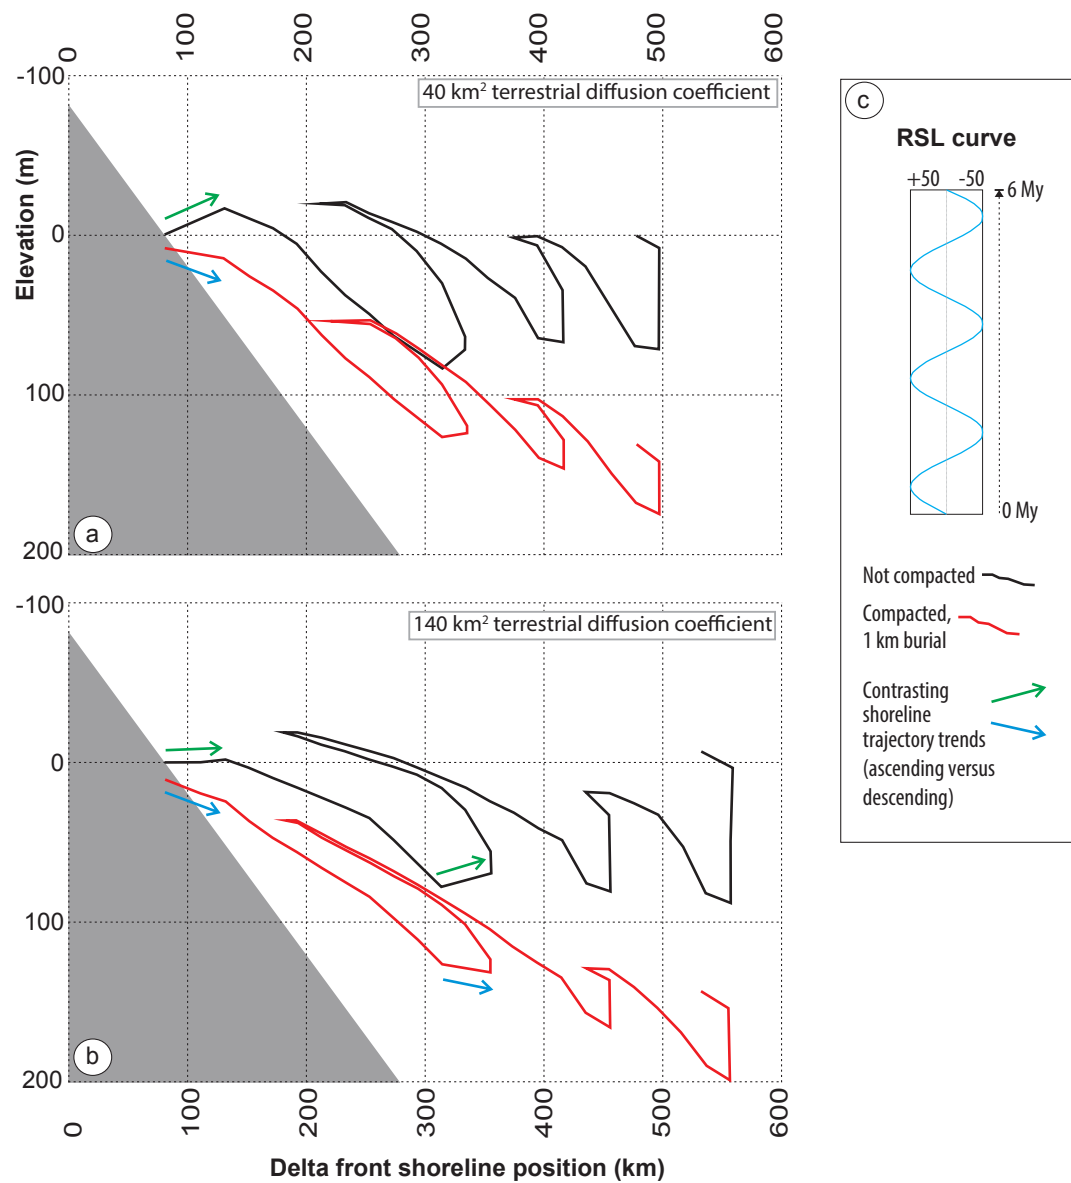 0 100 200 300 400 500 600
-100
40 km² terrestrial diffusion coefficient
Elevation (m)
0
100
200
a
-100
140 km² terrestrial diffusion coefficient
0
100
200
b
0 100 200 300 400 500 600
Delta front shoreline position (km)
c
RSL curve
+50 -50
6 My
0 My
Not compacted
Compacted,
1 km burial
Contrasting
shoreline
trajectory trends
(ascending versus
descending)